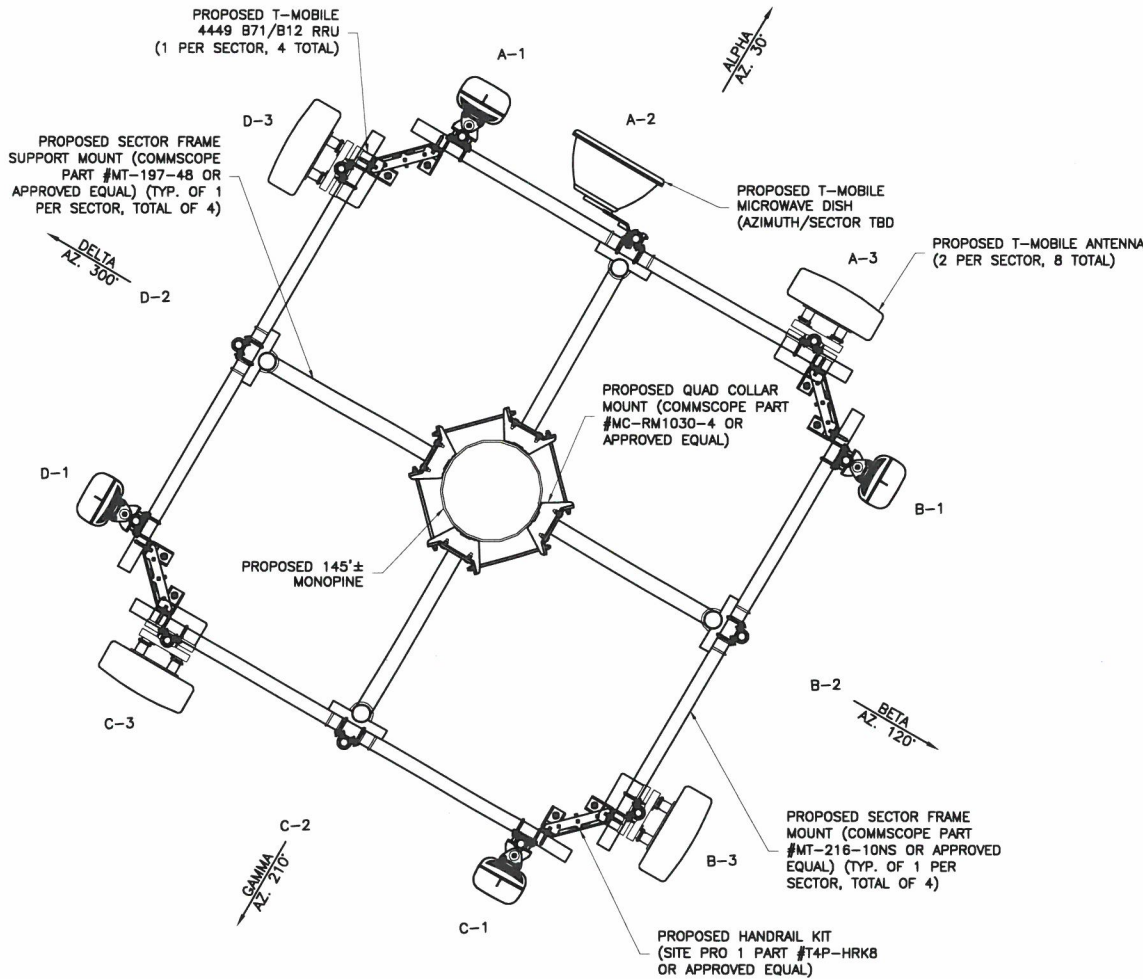 PROPOSED T-MOBILE
4449 B71/B12 RRU
(1 PER SECTOR, 4 TOTAL)
A-1
ALPHA
AZ. 30°
D-3
A-2
PROPOSED SECTOR FRAME
SUPPORT MOUNT (COMMSCOPE
PART #MT-197-48 OR
APPROVED EQUAL) (TYP. OF 1
PER SECTOR, TOTAL OF 4)
PROPOSED T-MOBILE
MICROWAVE DISH
(AZIMUTH/SECTOR TBD
PROPOSED T-MOBILE ANTENNA
(2 PER SECTOR, 8 TOTAL)
A-3
DELTA
AZ. 300°
D-2
PROPOSED QUAD COLLAR
MOUNT (COMMSCOPE PART
#MC-RM1030-4 OR
APPROVED EQUAL)
D-1
B-1
PROPOSED 145'±
MONOPINE
B-2
BETA
AZ. 120°
C-3
C-2
GAMMA
AZ. 210°
B-3
PROPOSED SECTOR FRAME
MOUNT (COMMSCOPE PART
#MT-216-10NS OR APPROVED
EQUAL) (TYP. OF 1 PER
SECTOR, TOTAL OF 4)
C-1
PROPOSED HANDRAIL KIT
(SITE PRO 1 PART #T4P-HRK8
OR APPROVED EQUAL)